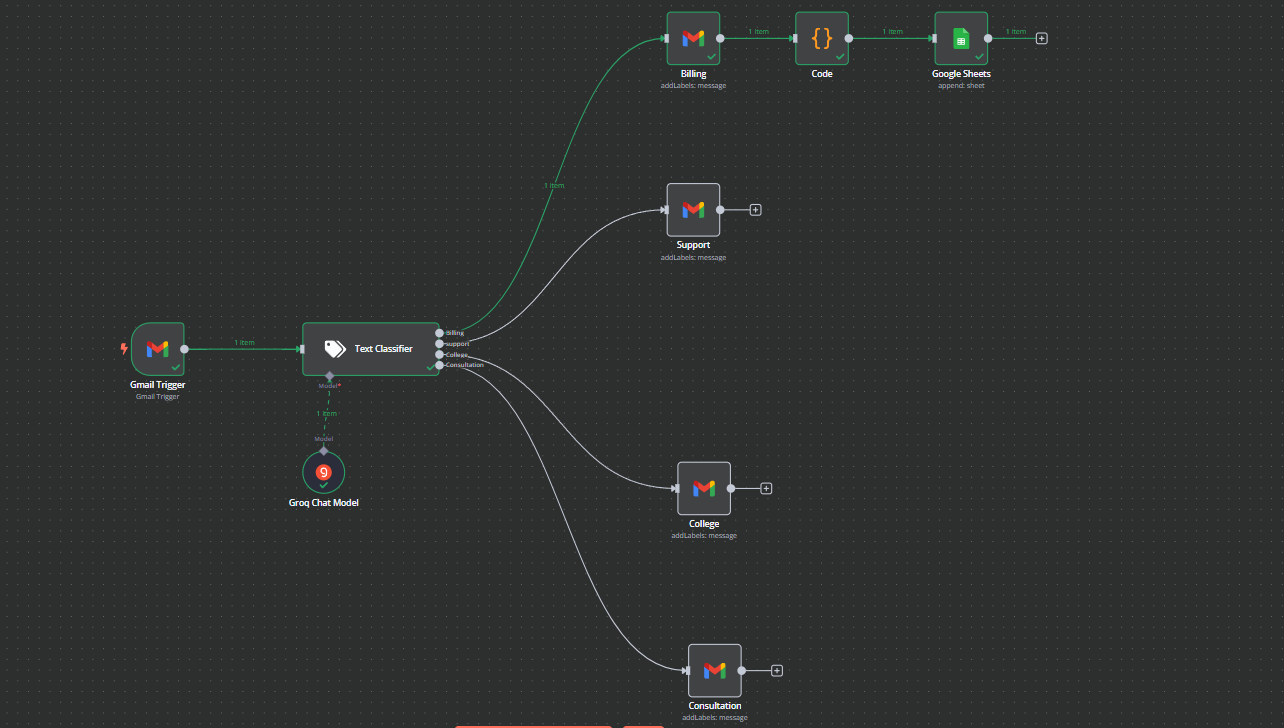 1 item
1 item
1 item
Billing
addLabels: message
Code
Google Sheets
append: sheet
1 item
Support
addLabels: message
1 item
Text Classifier
Billing
support
College
Consultation
Gmail Trigger
Gmail Trigger
Model*
1 item
Model
Groq Chat Model
College
addLabels: message
Consultation
addLabels: message